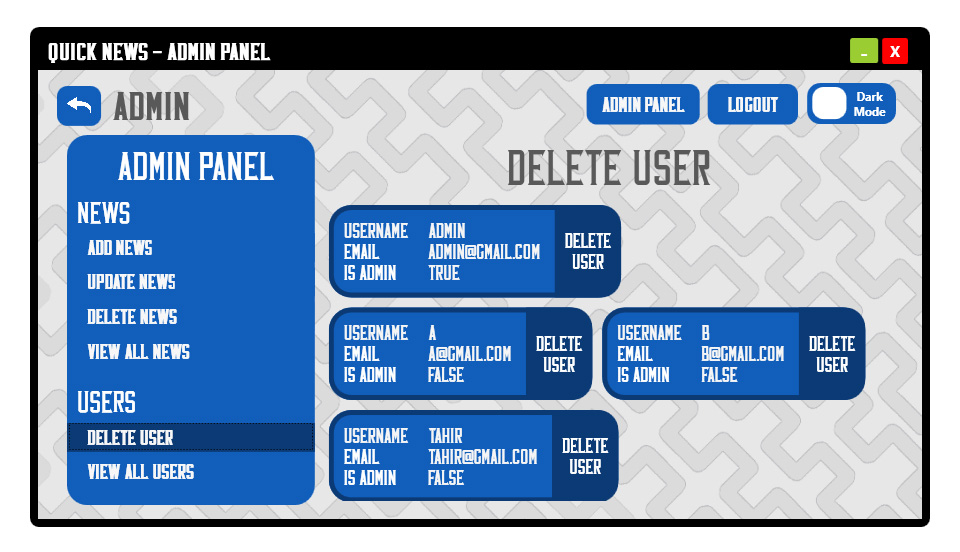 QUICK NEWS - ADMIN PANEL
-
X
ADMIN
ADMIN PANEL
LOGOUT
Dark
Mode
ADMIN PANEL
NEWS
ADD NEWS
UPDATE NEWS
DELETE NEWS
VIEW ALL NEWS
USERS
DELETE USER
VIEW ALL USERS
DELETE USER
USERNAME ADMIN
EMAIL ADMIN@GMAIL.COM
IS ADMIN TRUE
DELETE
USER
USERNAME A
EMAIL A@GMAIL.COM
IS ADMIN FALSE
DELETE
USER
USERNAME B
EMAIL B@GMAIL.COM
IS ADMIN FALSE
DELETE
USER
USERNAME TAHIR
EMAIL TAHIR@GMAIL.COM
IS ADMIN FALSE
DELETE
USER